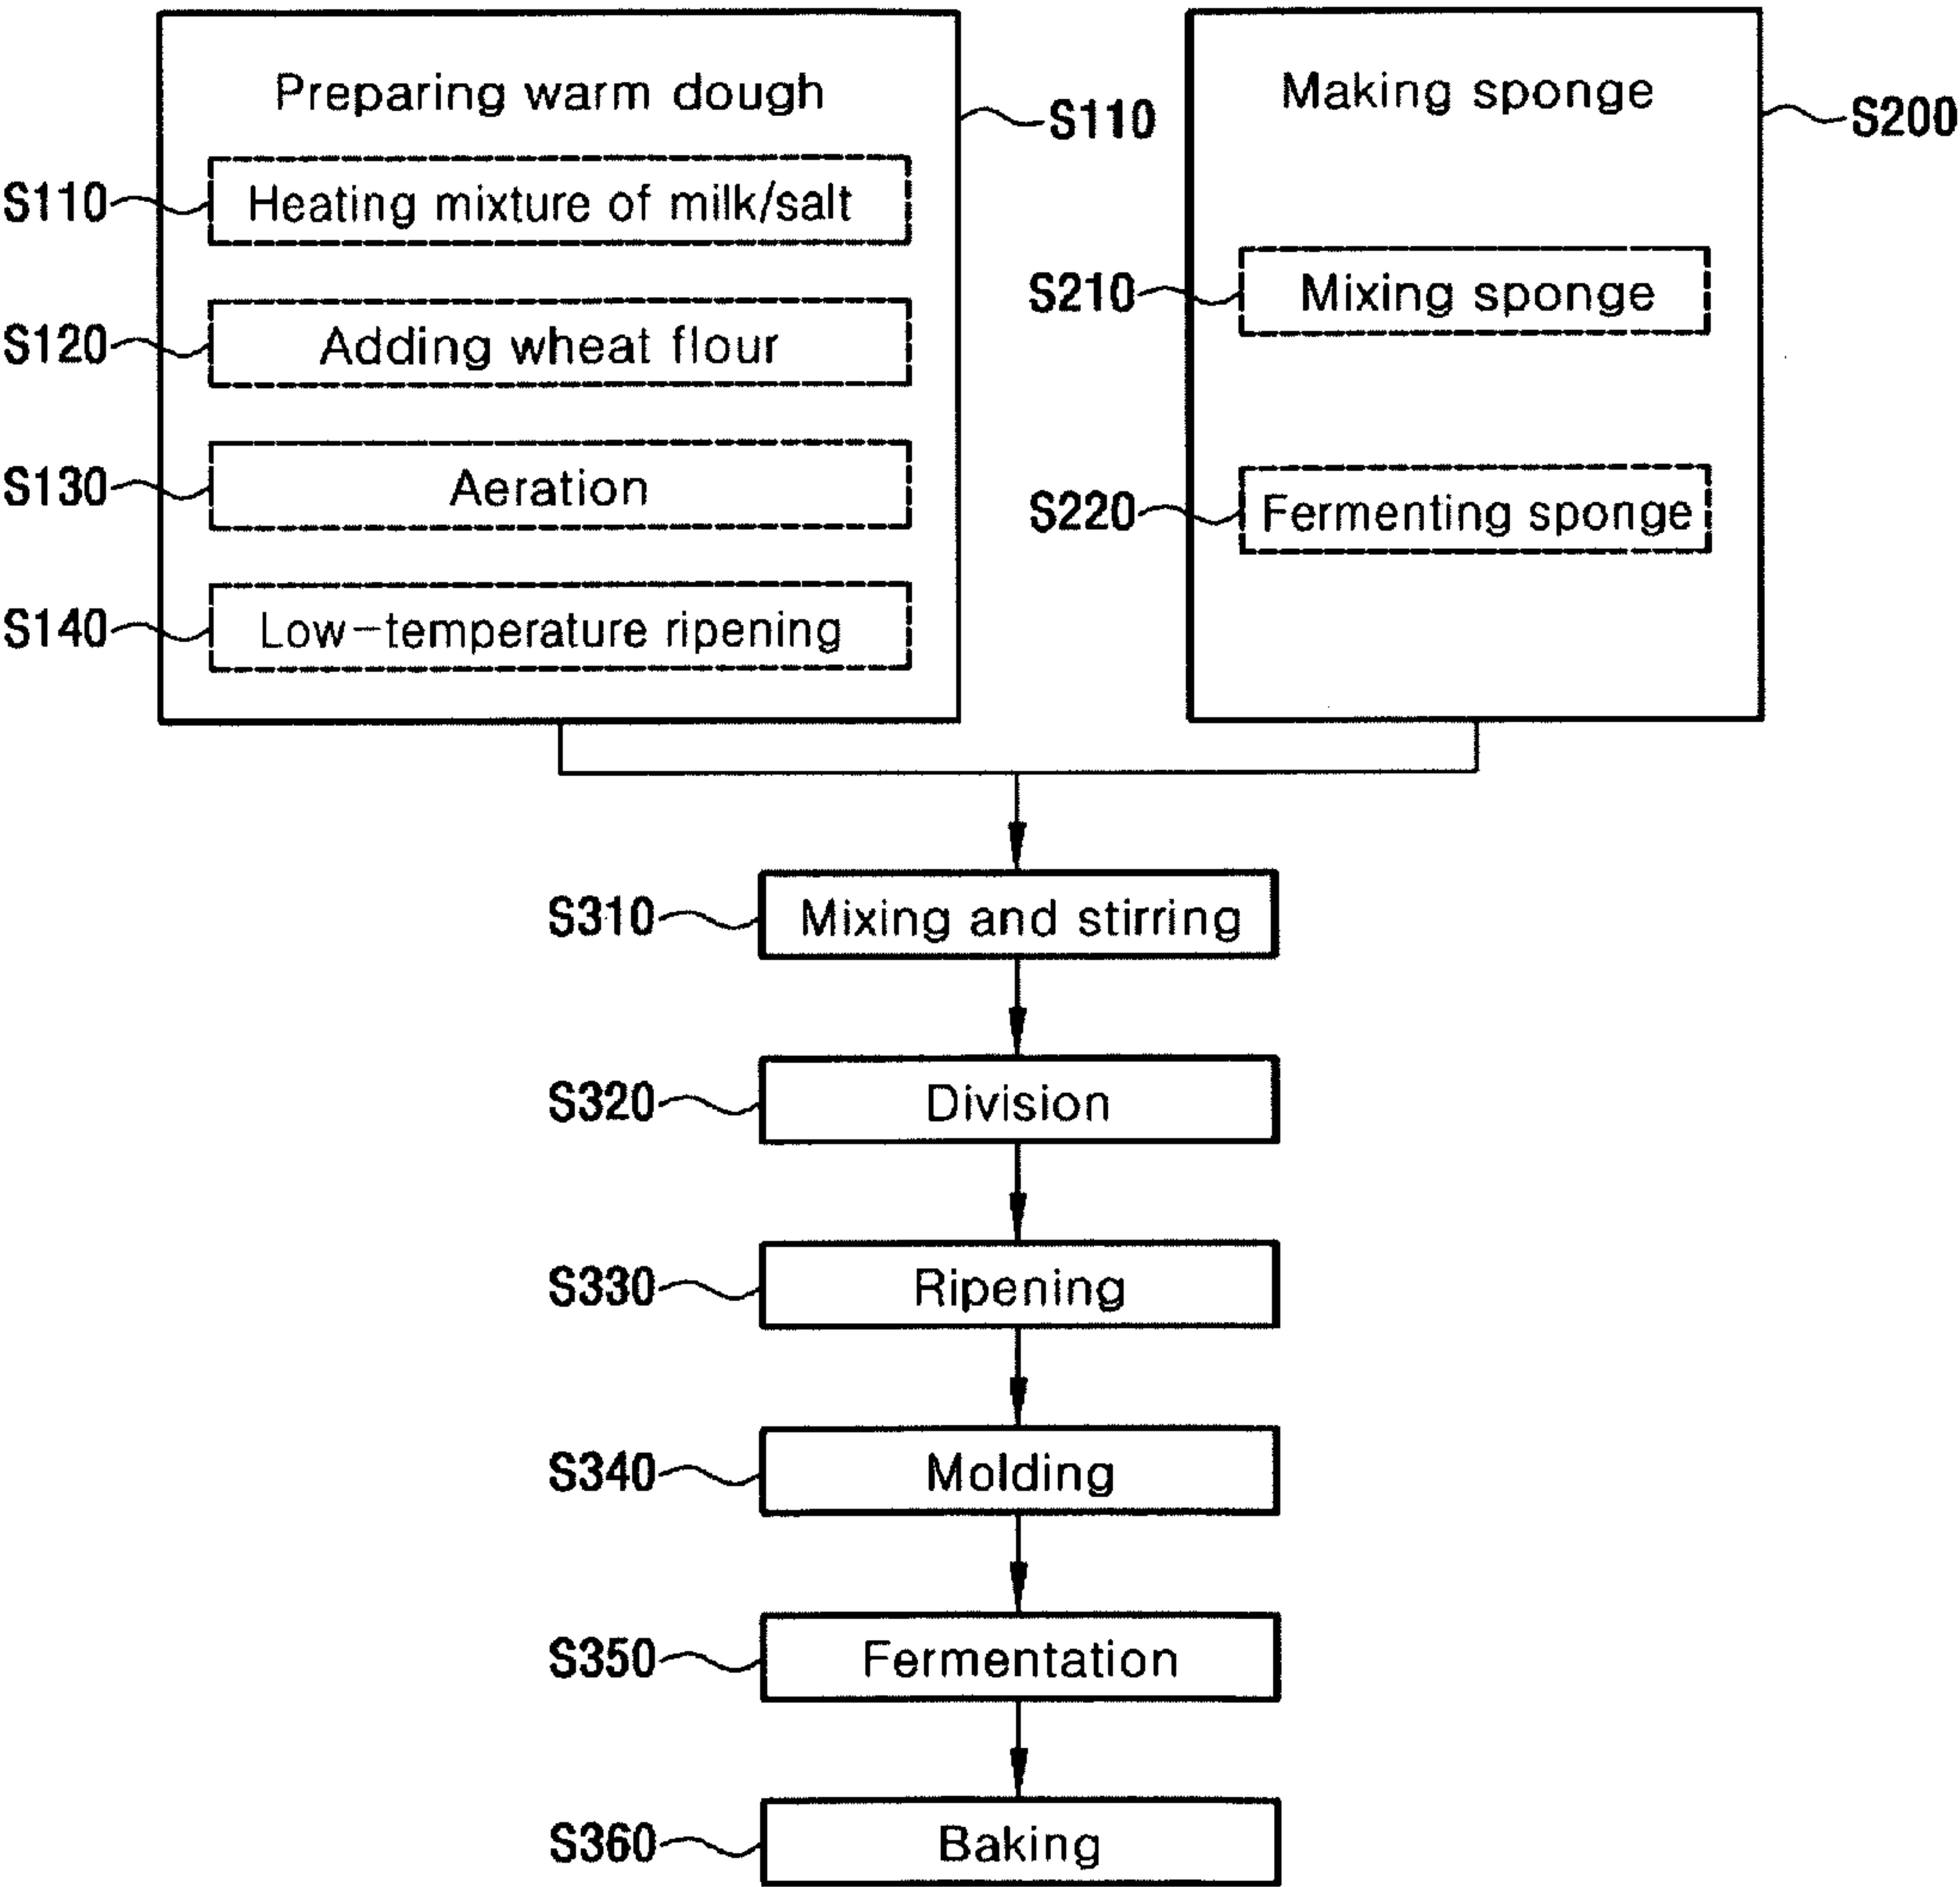 Preparing warm dough
S110
S110
Heating mixture of milk/salt
S120
Adding wheat flour
S130
Aeration
S140
Low-temperature ripening
Making sponge
S200
S210
Mixing sponge
S220
Fermenting sponge
S310
Mixing and stirring
S320
Division
S330
Ripening
S340
Molding
S350
Fermentation
S360
Baking